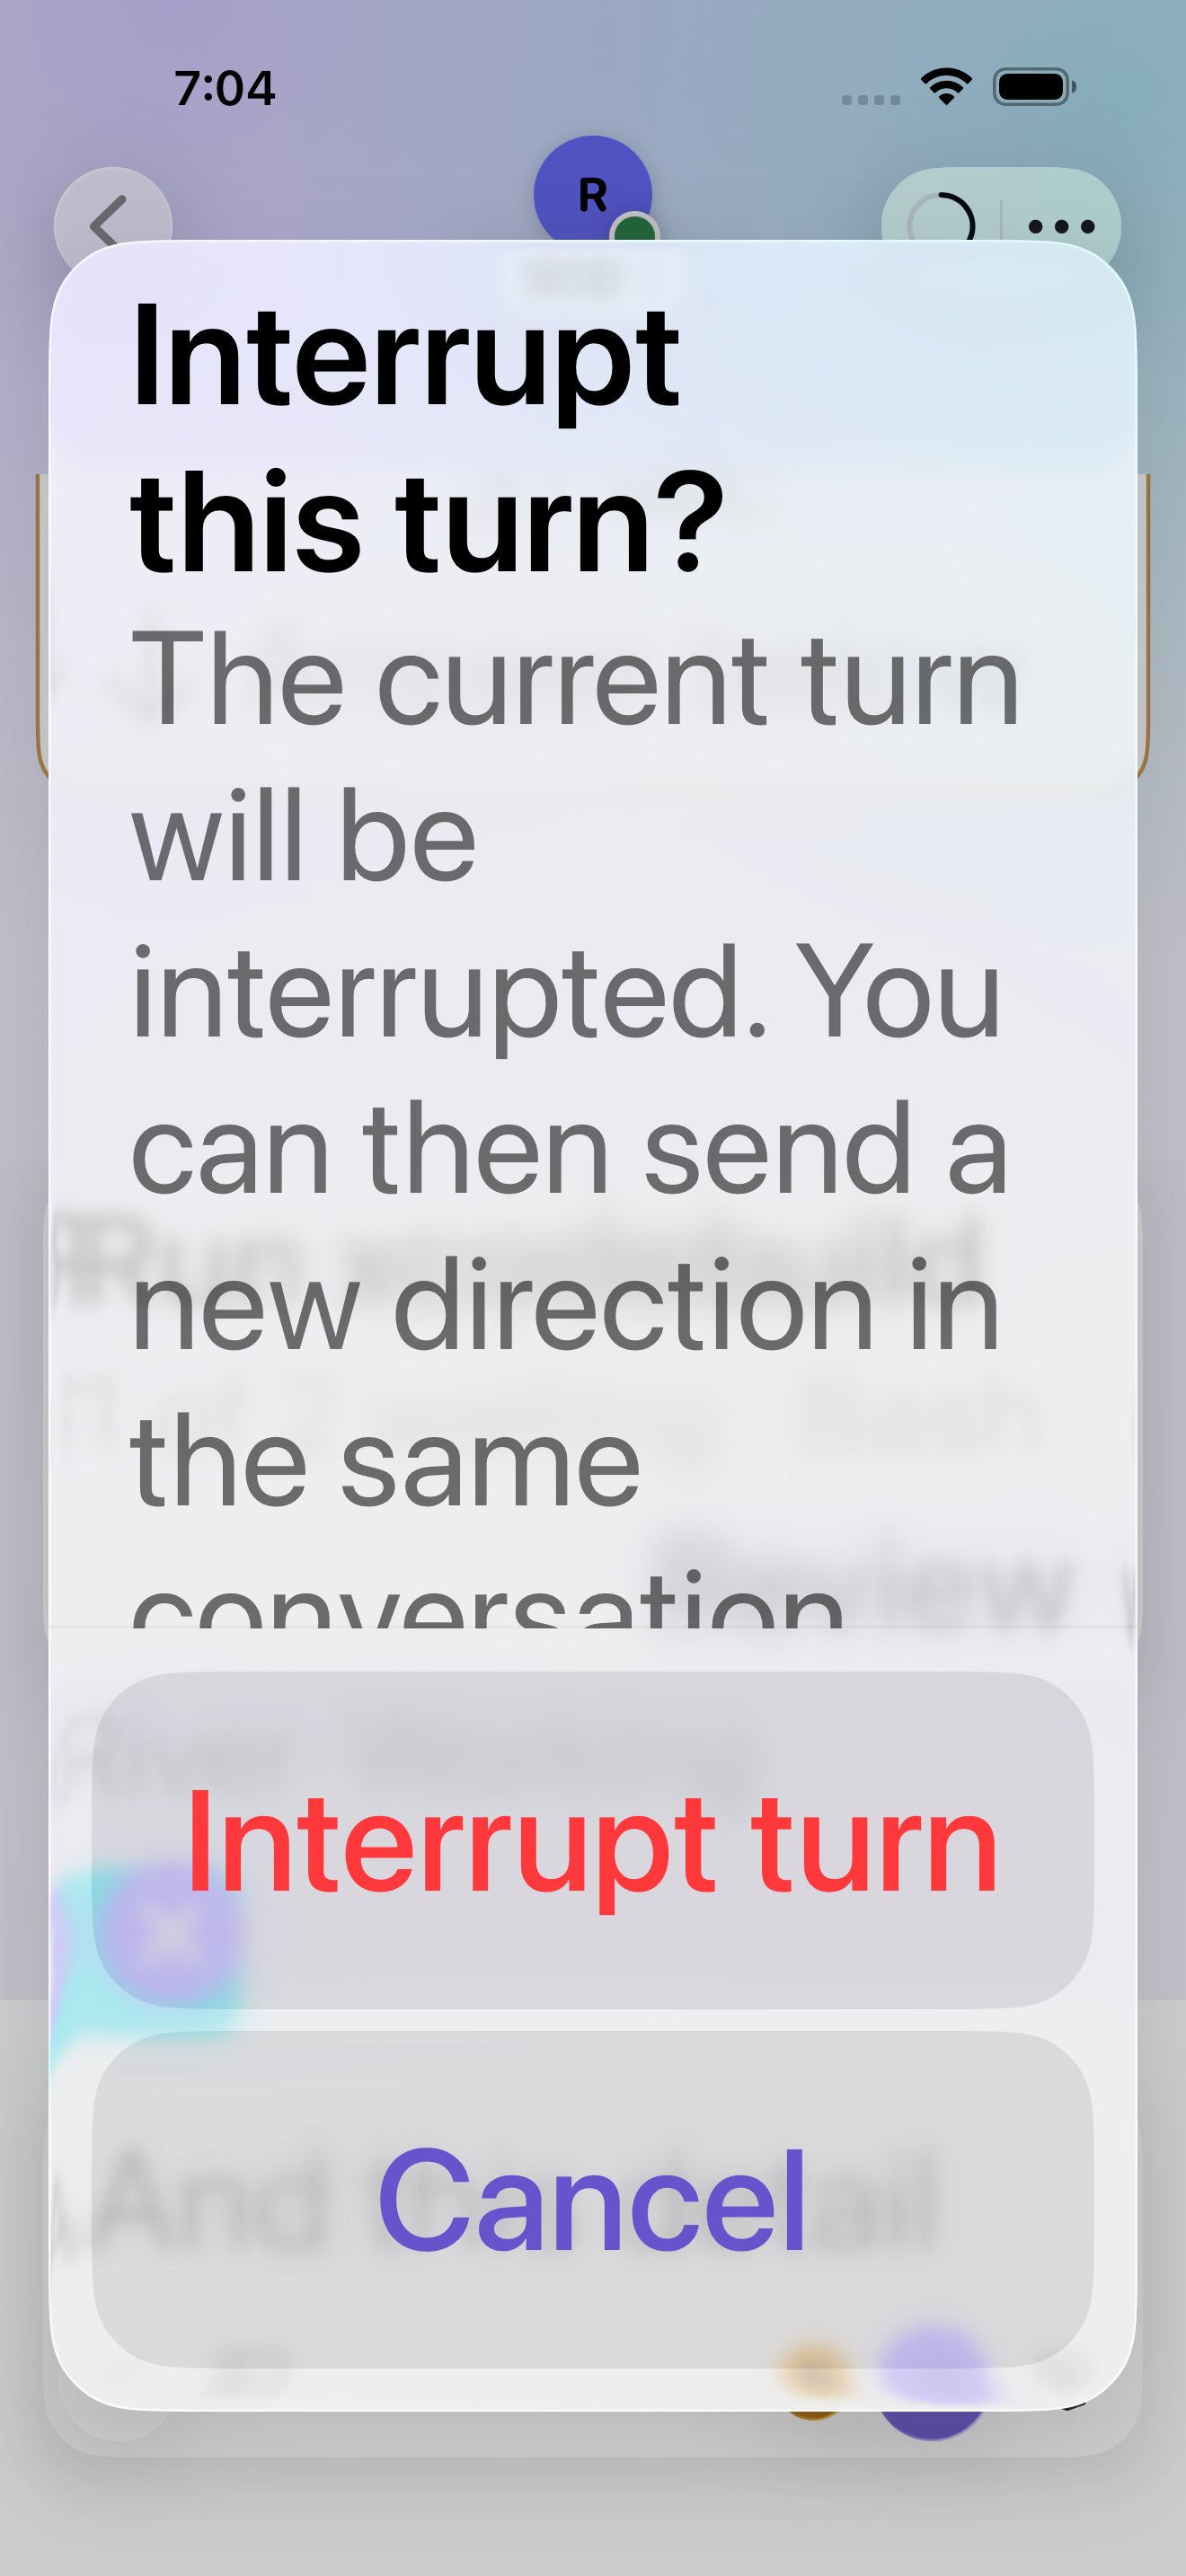 7:04
R
Interrupt
this turn?
The current turn
will be
interrupted. You
can then send a
new direction in
the same
conversation
Interrupt turn
Cancel